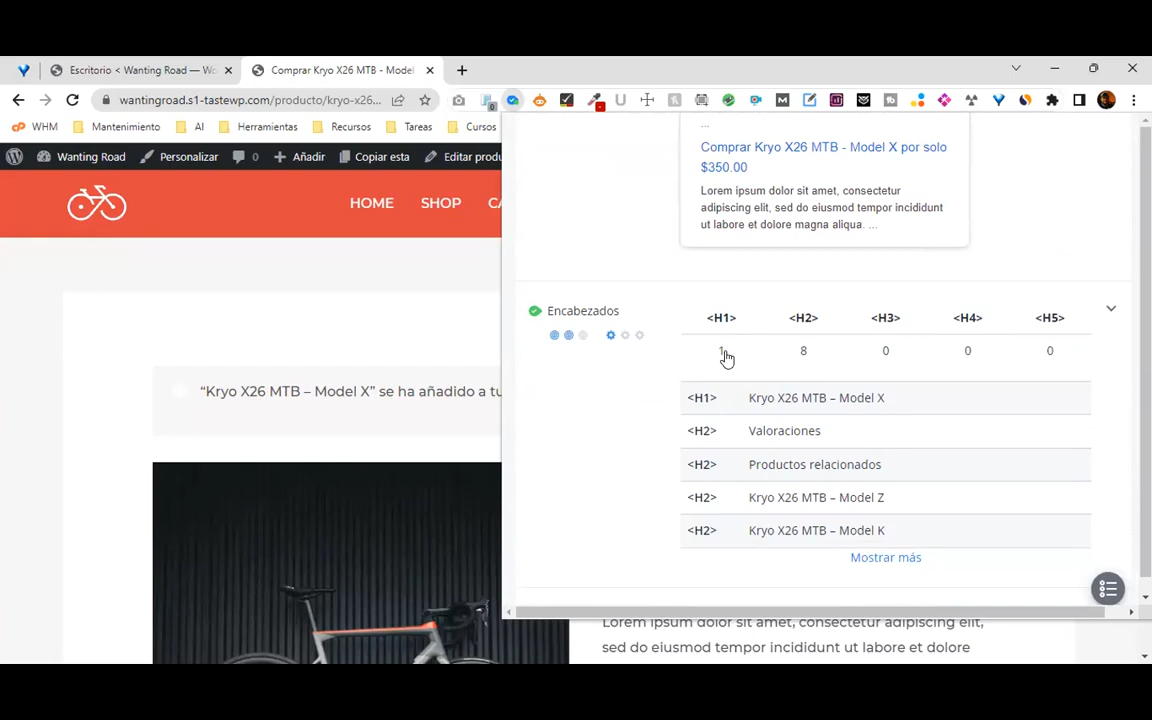 Escritorio < Wanting Road — Wo
Comprar Kryo X26 MTB - Model
wantingroad.s1-tastewp.com/producto/kryo-x26...
WHM
Mantenimiento
AI
Herramientas
Recursos
Tareas
Cursos
Wanting Road
Personalizar
0
Añadir
Copiar esta
Editar produ
HOME
SHOP
...
Comprar Kryo X26 MTB - Model X por solo
$350.00
Lorem ipsum dolor sit amet, consectetur
adipiscing elit, sed do eiusmod tempor incididunt
ut labore et dolore magna aliqua. ...
Encabezados
<H1> <H2> <H3> <H4> <H5>
1 8 0 0 0
<H1> Kryo X26 MTB – Model X
<H2> Valoraciones
<H2> Productos relacionados
<H2> Kryo X26 MTB – Model Z
<H2> Kryo X26 MTB – Model K
Mostrar más
“Kryo X26 MTB – Model X” se ha añadido a tu
Lorem ipsum dolor sit amet, consectetur adipiscing elit,
sed do eiusmod tempor incididunt ut labore et dolore